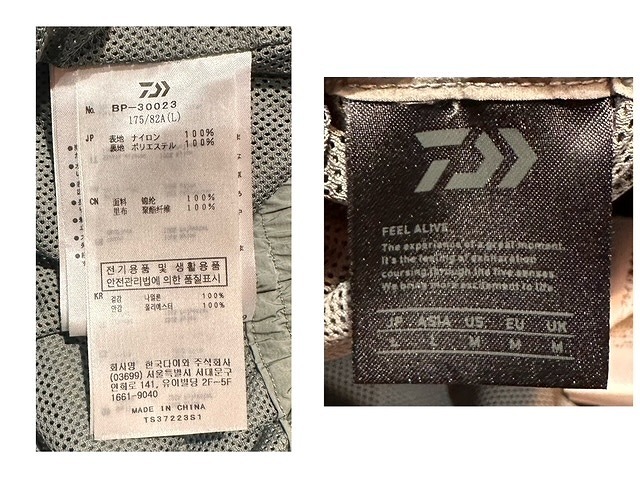 No. BP-30023
175/82A(L)
JP 表地 ナイロン 100%
裏地 ポリエステル 100%
CN 面料 锦纶 100%
里布 聚酯纤维 100%
전기용품 및 생활용품
안전관리법에 의한 품질표시
KR 겉감 나일론 100%
안감 폴리에스터 100%
회사명 한국다이와 주식회사
(03699) 서울특별시 서대문구
연희로 141, 유이빌딩 2F~5F
1661-9040
MADE IN CHINA
TS37223S1
FEEL ALIVE.
The experience of a great moment.
It's the feeling of exhilaration
coursing through the five senses.
We bring more excitement to life.
JP ASIA US EU UK
L L M M M